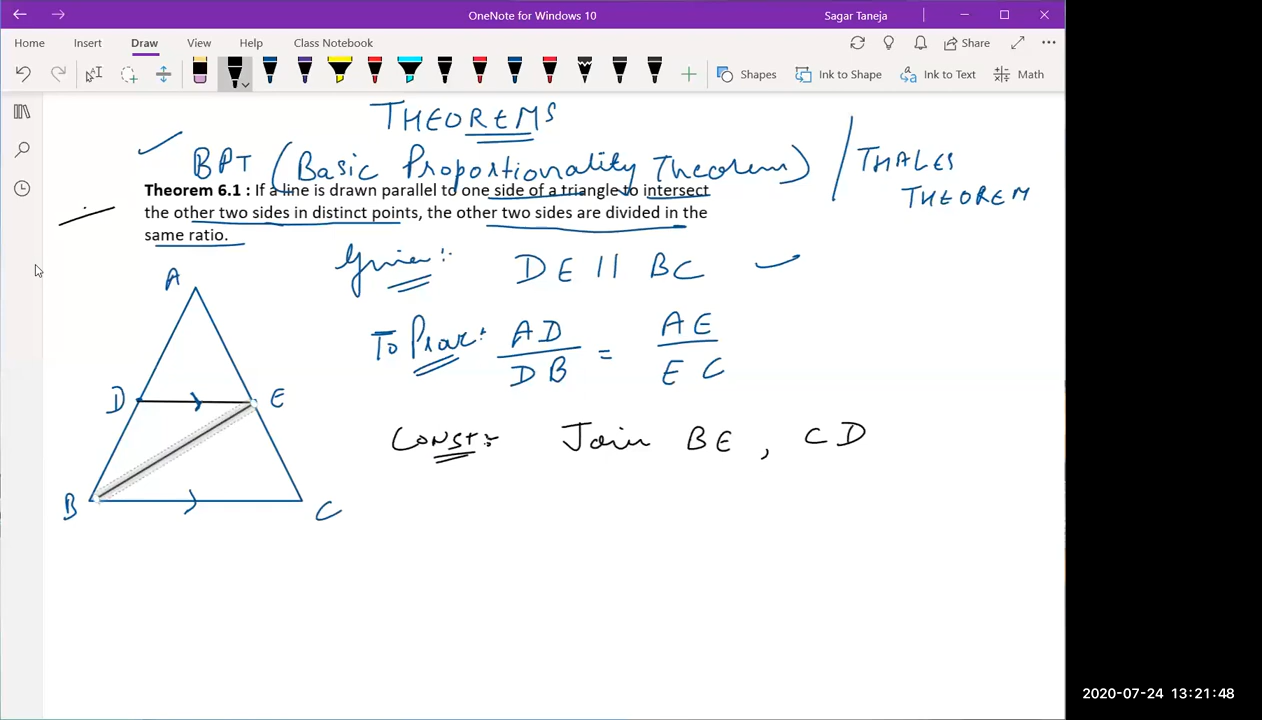 OneNote for Windows 10
Sagar Taneja
Home Insert Draw View Help Class Notebook
Share
Shapes Ink to Shape Ink to Text Math
THEOREMS
BPT (Basic Proportionality Theorem) / THALES THEOREM
Theorem 6.1 : If a line is drawn parallel to one side of a triangle to intersect
the other two sides in distinct points, the other two sides are divided in the
same ratio.
Given:- DE || BC
To Prove: AD/DB = AE/EC
Const:- Join BE, CD
A
D E
B C
2020-07-24 13:21:48